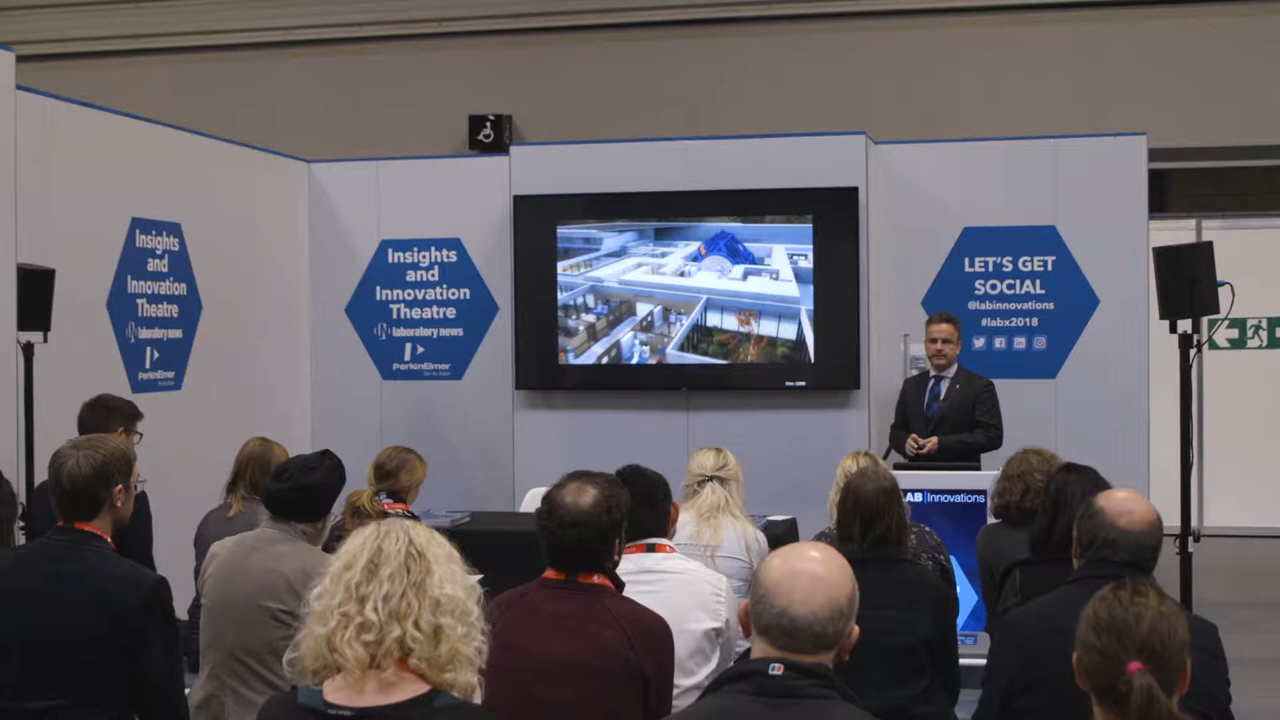 Insights
and
Innovation
Theatre
laboratory news
PerkinElmer
Insights
and
Innovation
Theatre
laboratory news
PerkinElmer
LET'S GET
SOCIAL
@labinnovations
#labx2018
LAB|Innovations